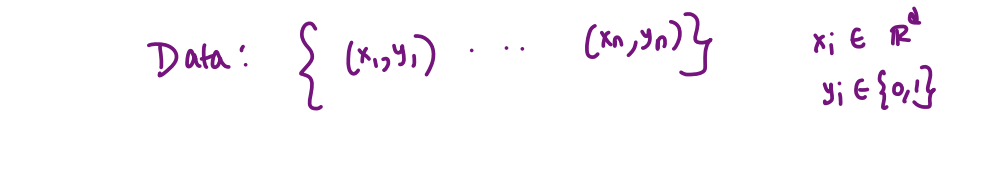 Data: { (x₁,y₁) ... (xₙ,yₙ)} xᵢ ∈ ℝᵈ
yᵢ ∈ {0,1}